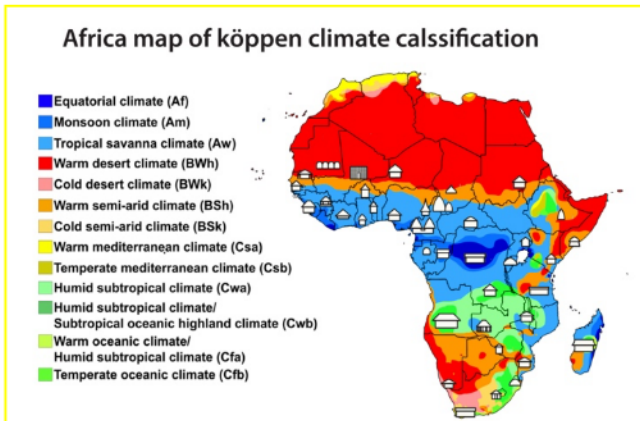 Africa map of köppen climate calssification
Equatorial climate (Af)
Monsoon climate (Am)
Tropical savanna climate (Aw)
Warm desert climate (BWh)
Cold desert climate (BWk)
Warm semi-arid climate (BSh)
Cold semi-arid climate (BSk)
Warm mediterranean climate (Csa)
Temperate mediterranean climate (Csb)
Humid subtropical climate (Cwa)
Humid subtropical climate/
Subtropical oceanic highland climate (Cwb)
Warm oceanic climate/
Humid subtropical climate (Cfa)
Temperate oceanic climate (Cfb)